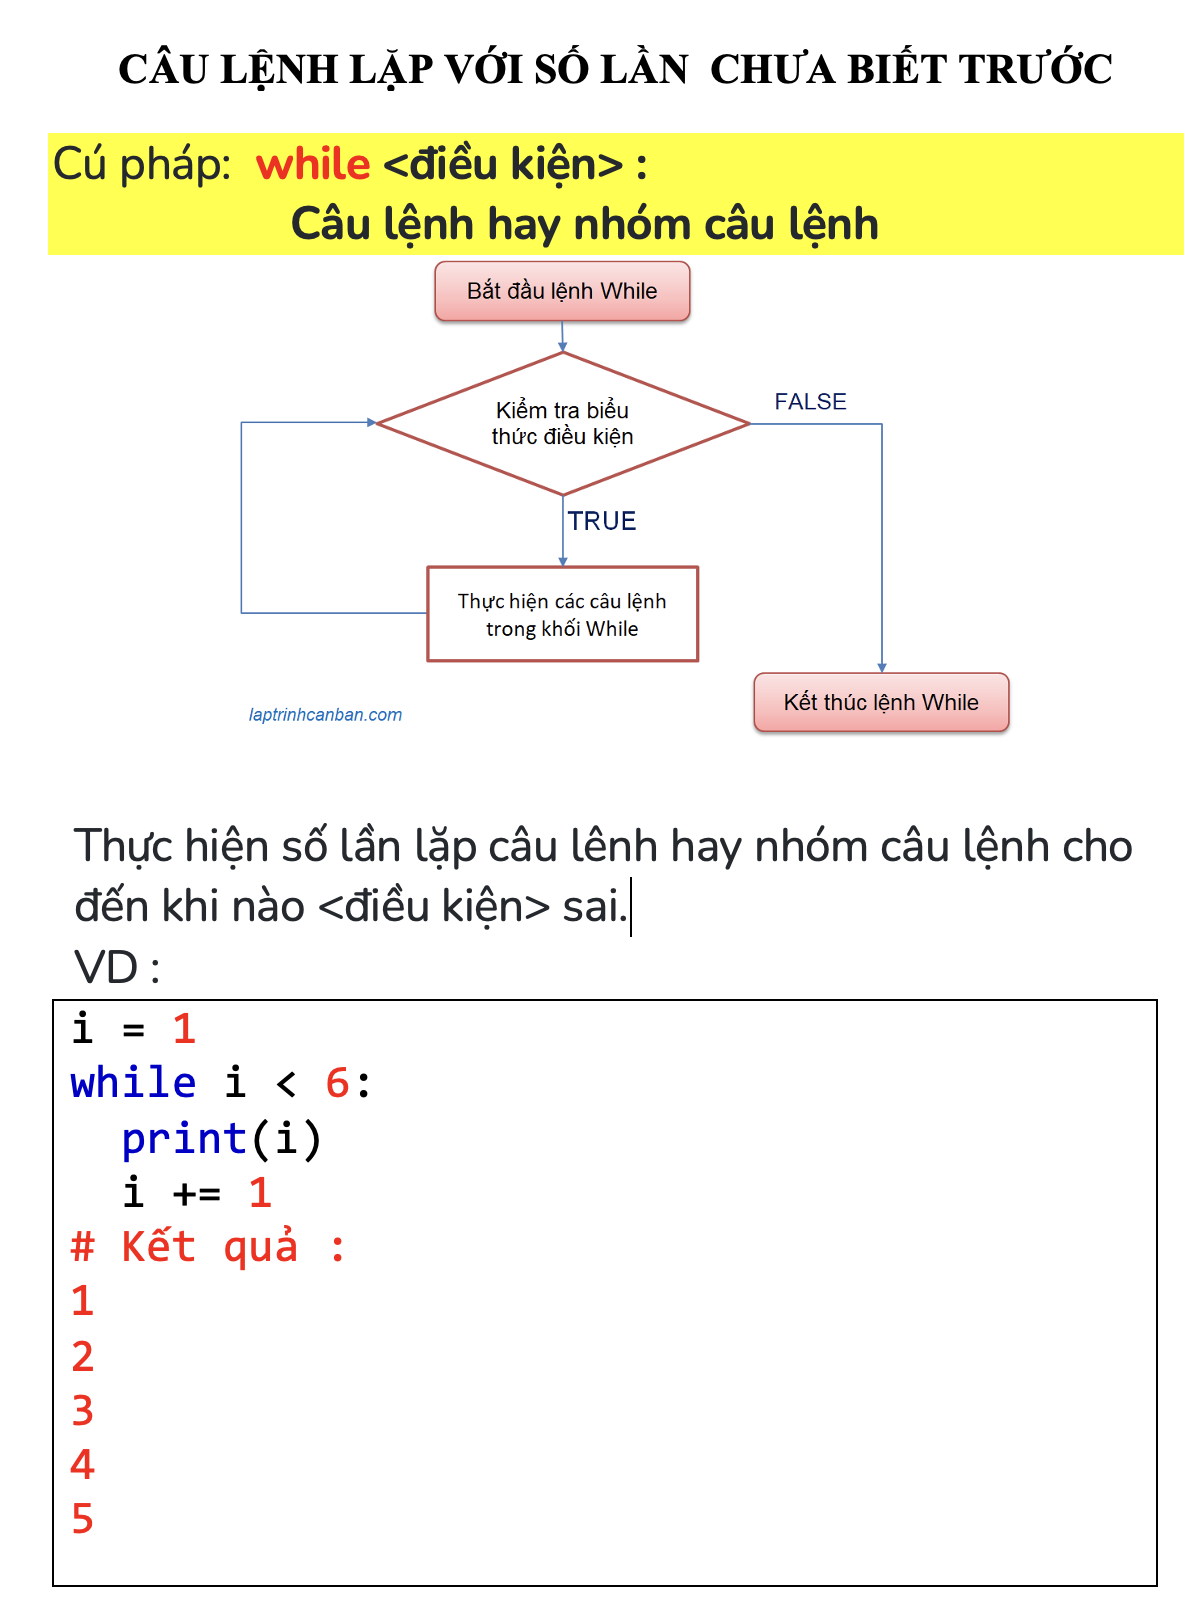 CÂU LỆNH LẶP VỚI SỐ LẦN CHƯA BIẾT TRƯỚC
Cú pháp: while <điều kiện> :
Câu lệnh hay nhóm câu lệnh
Bắt đầu lệnh While
Kiểm tra biểu
thức điều kiện
FALSE
TRUE
Thực hiện các câu lệnh
trong khối While
Kết thúc lệnh While
laptrinhcanban.com
Thực hiện số lần lặp câu lênh hay nhóm câu lệnh cho
đến khi nào <điều kiện> sai.
VD :
i = 1
while i < 6:
  print(i)
  i += 1
# Kết quả :
1
2
3
4
5